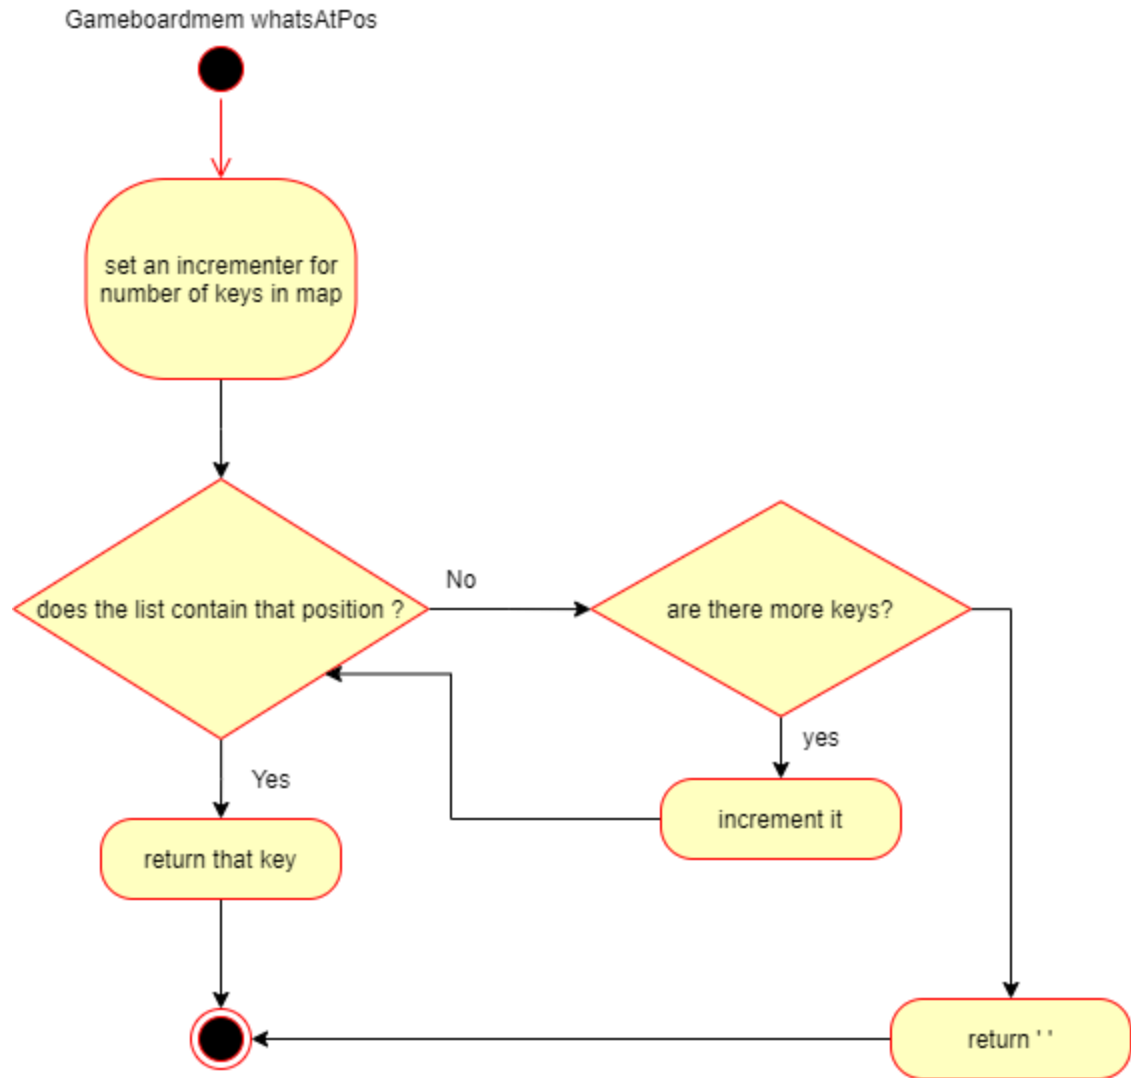 Gameboardmem whatsAtPos
set an incrementer for
number of keys in map
does the list contain that position ?
No
are there more keys?
yes
increment it
Yes
return that key
return ' '